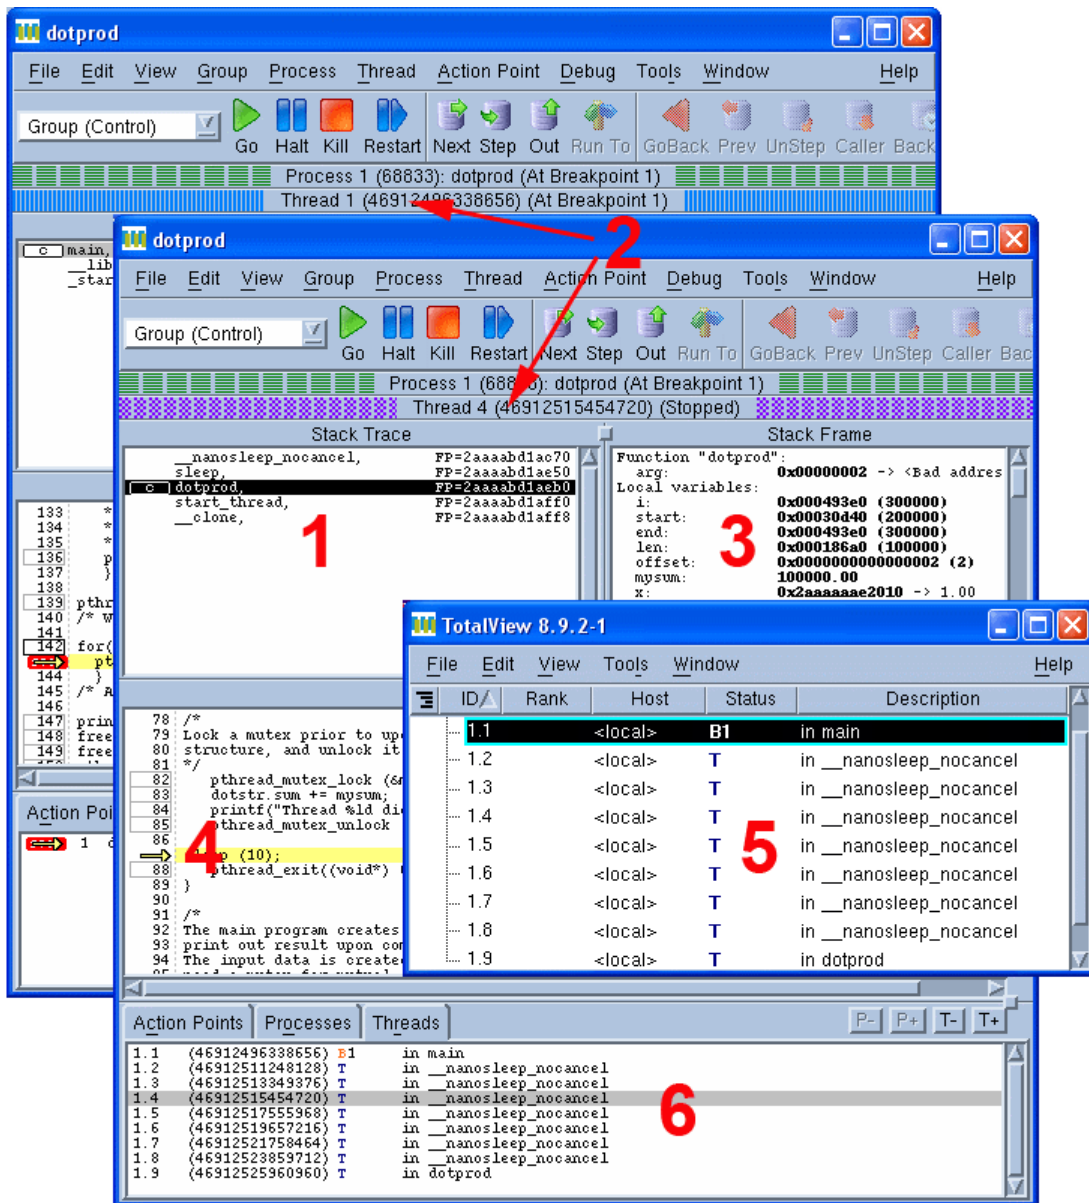 dotprod
File Edit View Group Process Thread Action Point Debug Tools Window Help
Group (Control) Go Halt Kill Restart Next Step Out Run To GoBack Prev UnStep Caller Back
Process 1 (68833): dotprod (At Breakpoint 1)
Thread 1 (46912496338656) (At Breakpoint 1)
C main,
__lib
_star
133 *
134 *
135 *
136 p
137 }
138
139 pthr
140 /* W
141
142 for(
pt
144 }
145 /* A
146
147 prin
148 free
149 free
Action Poi
1 d
2
dotprod
File Edit View Group Process Thread Action Point Debug Tools Window Help
Group (Control) Go Halt Kill Restart Next Step Out Run To GoBack Prev UnStep Caller Bac
Process 1 (688 3): dotprod (At Breakpoint 1)
Thread 4 (46912515454720) (Stopped)
Stack Trace
__nanosleep_nocancel, FP=2aaaabd1ac70
sleep, FP=2aaaabd1ae50
C dotprod, FP=2aaaabd1aeb0
start_thread, FP=2aaaabd1aff0
__clone, FP=2aaaabd1aff8
1
Stack Frame
Function "dotprod":
arg: 0x00000002 -> <Bad addres
Local variables:
i: 0x000493e0 (300000)
start: 0x00030d40 (200000)
end: 0x000493e0 (300000)
len: 0x000186a0 (100000)
offset: 0x0000000000000002 (2)
mysum: 100000.00
x: 0x2aaaaaae2010 -> 1.00
3
78 /*
79 Lock a mutex prior to upd
80 structure, and unlock it
81 */
82 pthread_mutex_lock (&m
83 dotstr.sum += mysum;
84 printf("Thread %ld di
85 pthread_mutex_unlock
86
(10);
88 pthread_exit((void*)
89 }
90
91 /*
92 The main program creates
93 print out result upon con
94 The input data is create
4
TotalView 8.9.2-1
File Edit View Tools Window Help
ID Rank Host Status Description
1.1 <local> B1 in main
1.2 <local> T in __nanosleep_nocancel
1.3 <local> T in __nanosleep_nocancel
1.4 <local> T in __nanosleep_nocancel
1.5 <local> T in __nanosleep_nocancel
1.6 <local> T in __nanosleep_nocancel
1.7 <local> T in __nanosleep_nocancel
1.8 <local> T in __nanosleep_nocancel
1.9 <local> T in dotprod
5
Action Points Processes Threads P- P+ T- T+
1.1 (46912496338656) B1 in main
1.2 (46912511248128) T in __nanosleep_nocancel
1.3 (46912513349376) T in __nanosleep_nocancel
1.4 (46912515454720) T in __nanosleep_nocancel
1.5 (46912517555968) T in __nanosleep_nocancel
1.6 (46912519657216) T in __nanosleep_nocancel
1.7 (46912521758464) T in __nanosleep_nocancel
1.8 (46912523859712) T in __nanosleep_nocancel
1.9 (46912525960960) T in dotprod
6